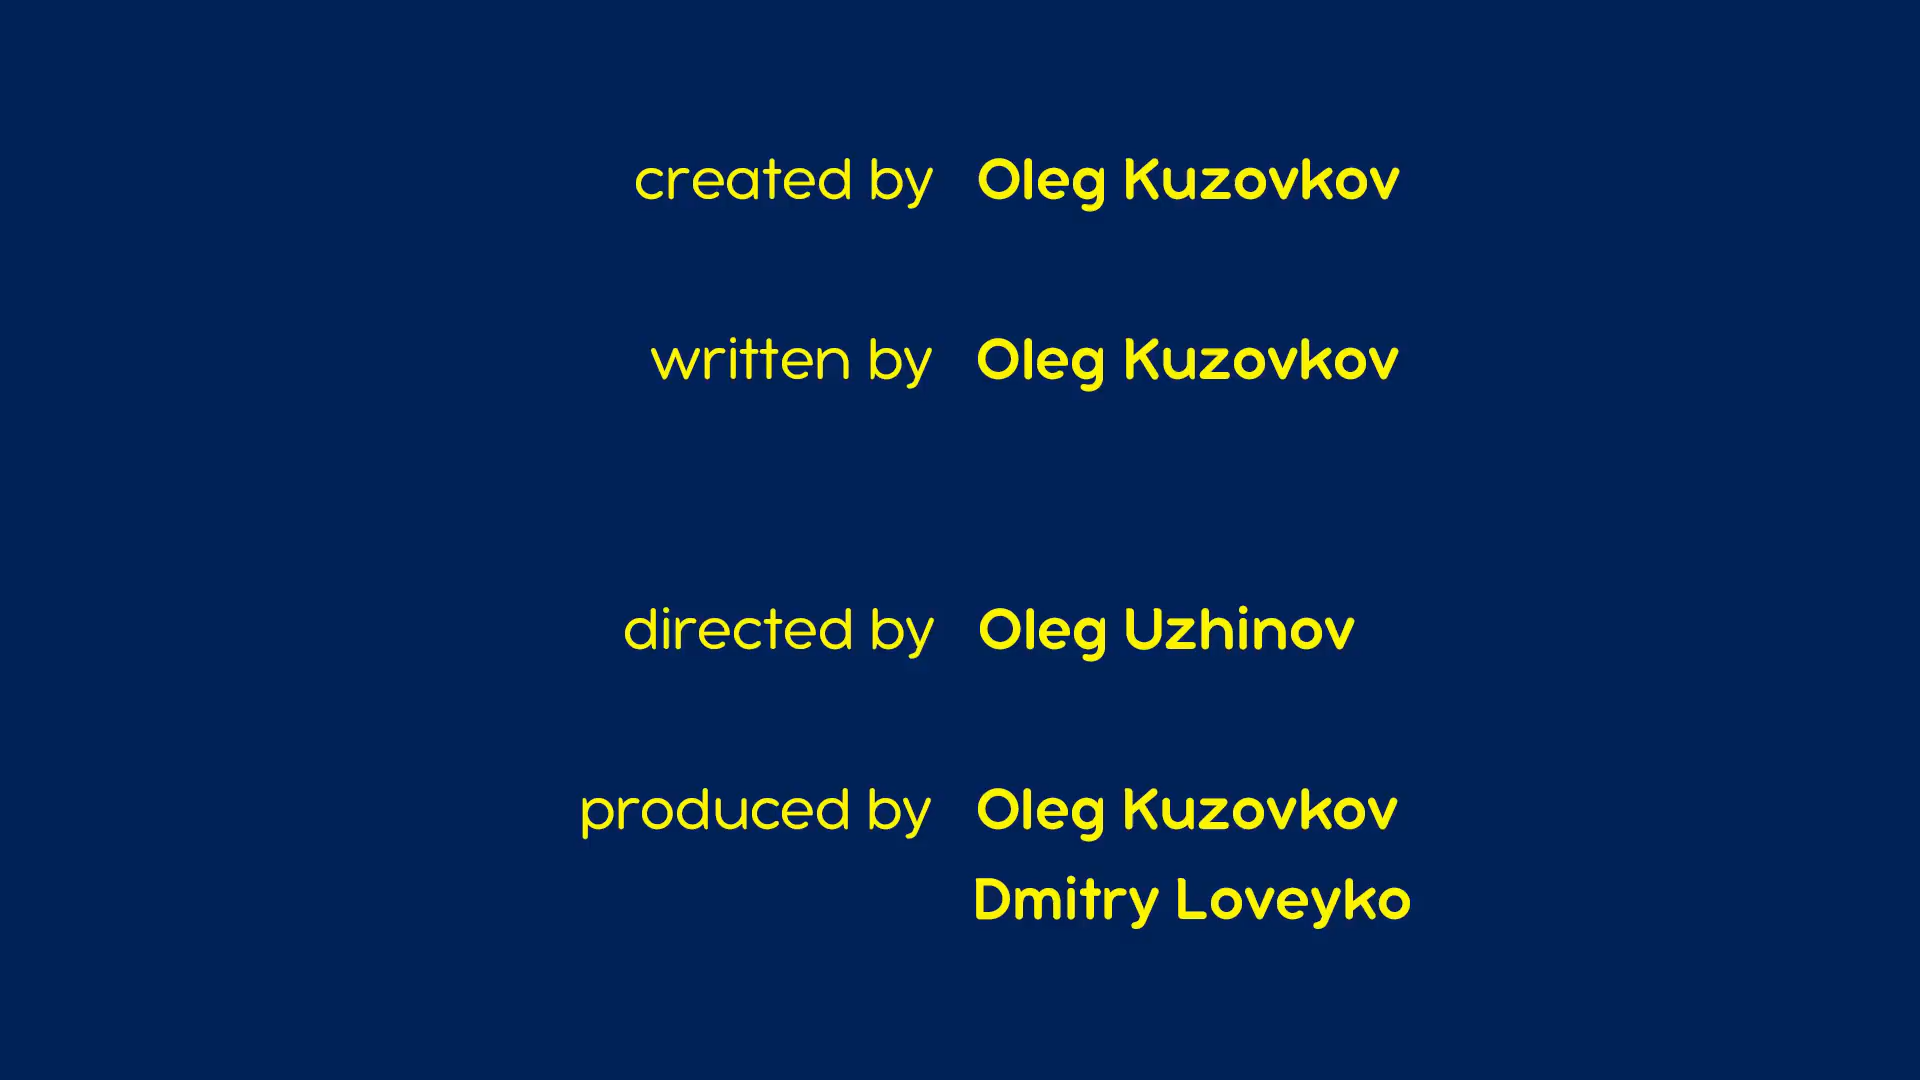 created by Oleg Kuzovkov
written by Oleg Kuzovkov
directed by Oleg Uzhinov
produced by Oleg Kuzovkov
Dmitry Loveyko